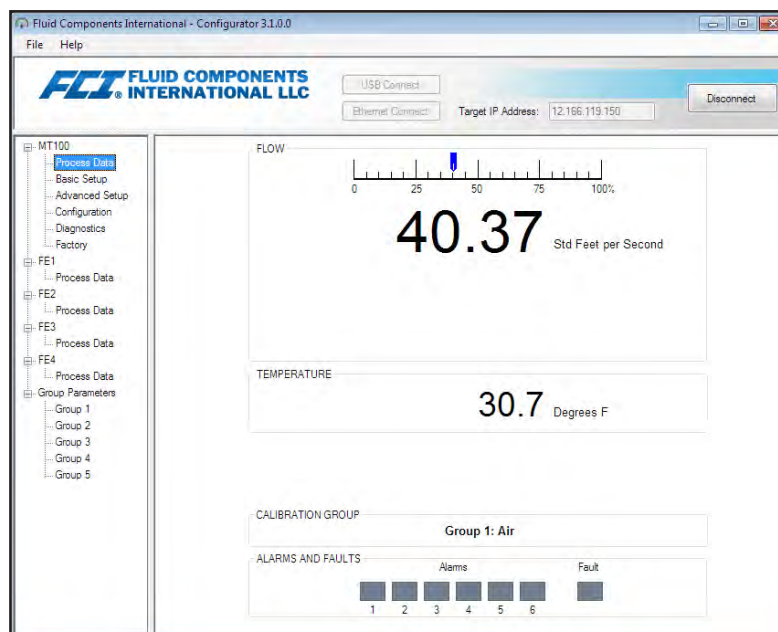 Fluid Components International - Configurator 3.1.0.0
File Help
FCI® FLUID COMPONENTS INTERNATIONAL LLC
USB Connect
Ethernet Connect
Target IP Address: 12.166.119.150
Disconnect
MT100
Process Data
Basic Setup
Advanced Setup
Configuration
Diagnostics
Factory
FE1
Process Data
FE2
Process Data
FE3
Process Data
FE4
Process Data
Group Parameters
Group 1
Group 2
Group 3
Group 4
Group 5
FLOW
0 25 50 75 100%
40.37 Std Feet per Second
TEMPERATURE
30.7 Degrees F
CALIBRATION GROUP
Group 1: Air
ALARMS AND FAULTS
Alarms Fault
1 2 3 4 5 6